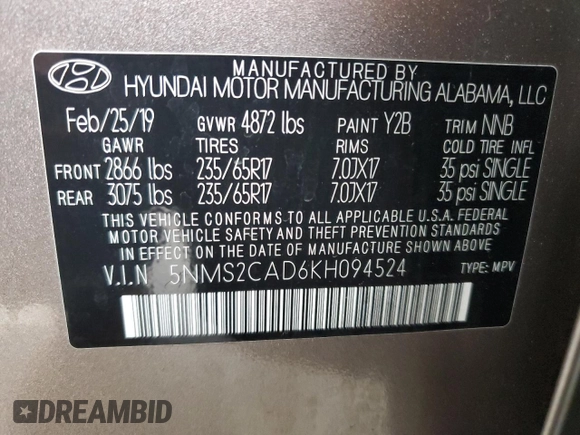 MANUFACTURED BY
HYUNDAI MOTOR MANUFACTURING ALABAMA, LLC
Feb/25/19 GVWR 4872 lbs PAINT Y2B TRIM NNB
GAWR TIRES RIMS COLD TIRE INFL
FRONT 2866 lbs 235/65R17 7.0JX17 35 psi SINGLE
REAR 3075 lbs 235/65R17 7.0JX17 35 psi SINGLE
THIS VEHICLE CONFORMS TO ALL APPLICABLE U.S.A. FEDERAL
MOTOR VEHICLE SAFETY AND THEFT PREVENTION STANDARDS
IN EFFECT ON THE DATE OF MANUFACTURE SHOWN ABOVE.
V.I.N 5NMS2CAD6KH094524 TYPE: MPV
DREAMBID